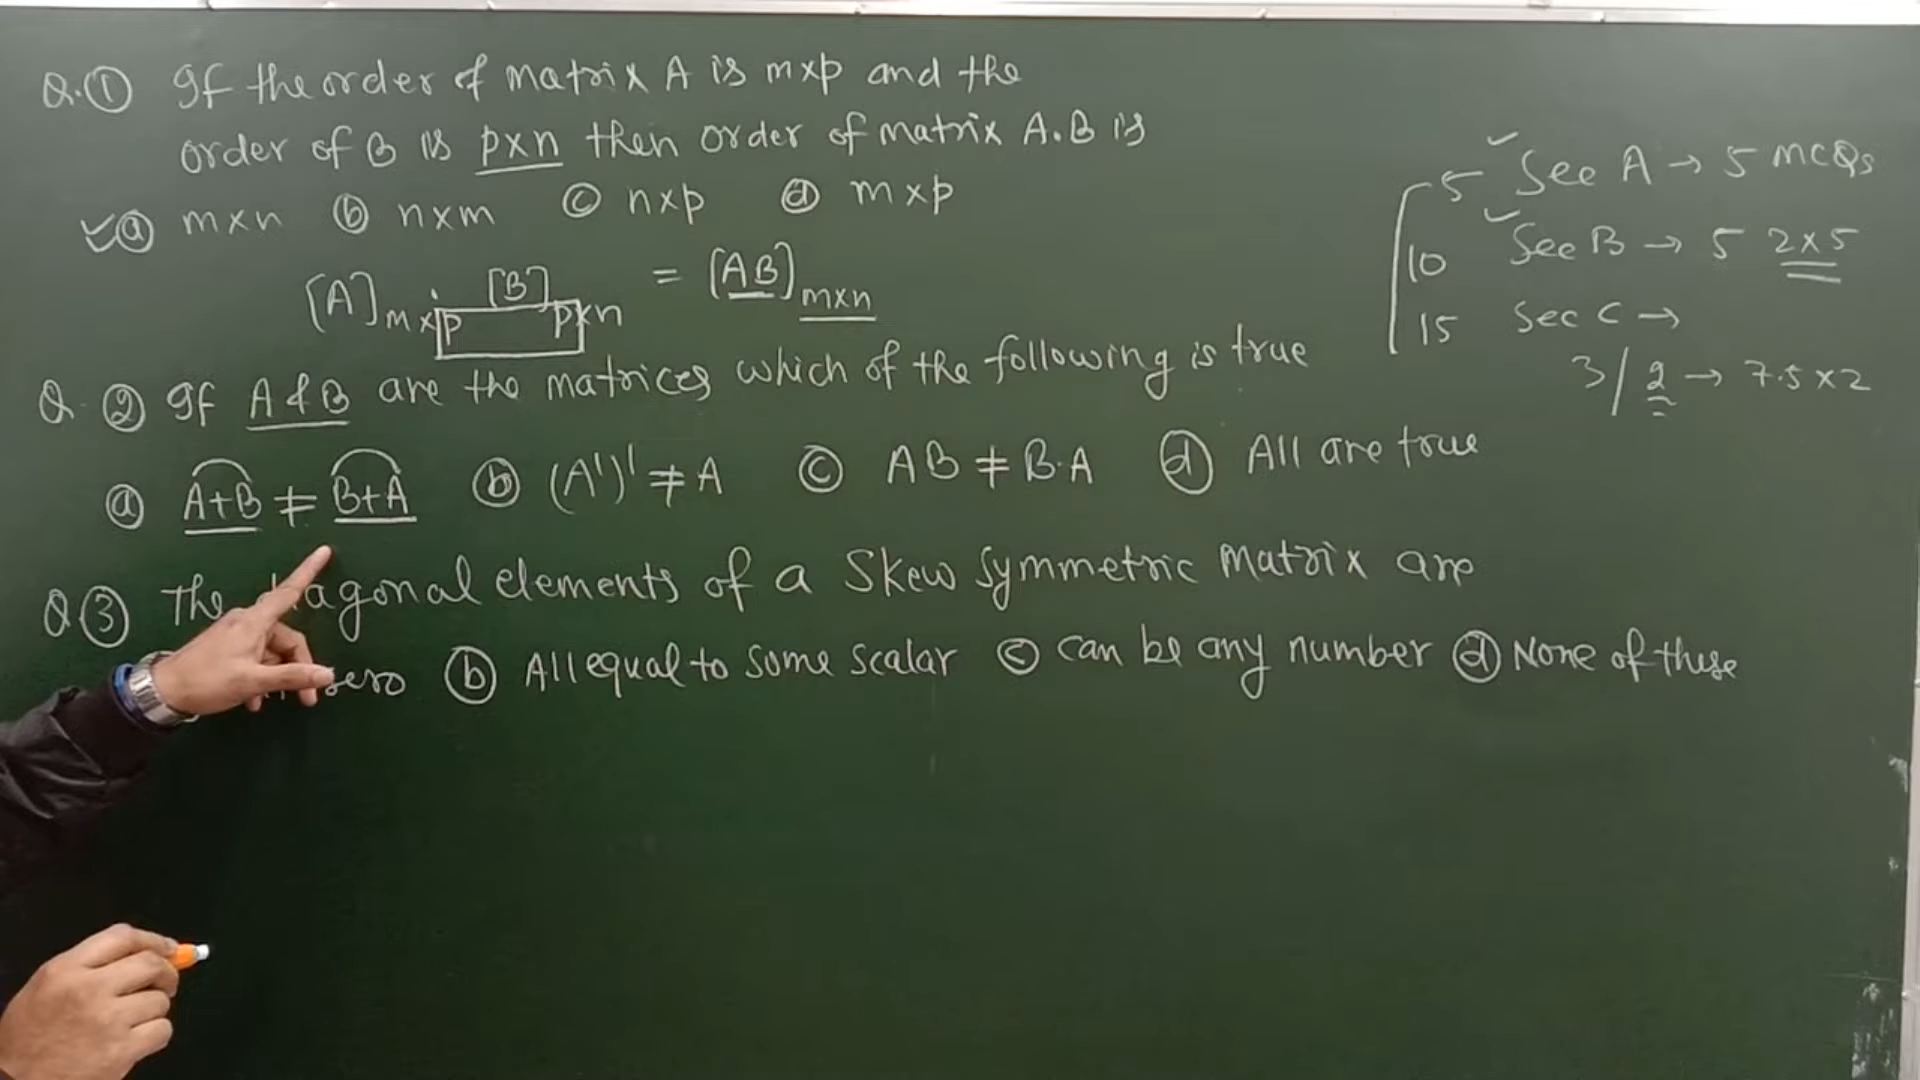 Q.① If the order of matrix A is m×p and the
order of B is p×n then order of matrix A.B is
✓ⓐ m×n ⓑ n×m ⓒ n×p ⓓ m×p
[A]m×p . [B]p×n = [AB]m×n
Q.② If A & B are the matrices which of the following is true
ⓐ A+B ≠ B+A ⓑ (A')' ≠ A ⓒ AB ≠ B.A ⓓ All are true
Q③ The diagonal elements of a Skew Symmetric Matrix are
zero ⓑ All equal to some scalar ⓒ can be any number ⓓ None of these
5 ✓ Sec A → 5 MCQs
10 ✓ Sec B → 5 2×5
15 Sec C →
3/2 → 7.5×2